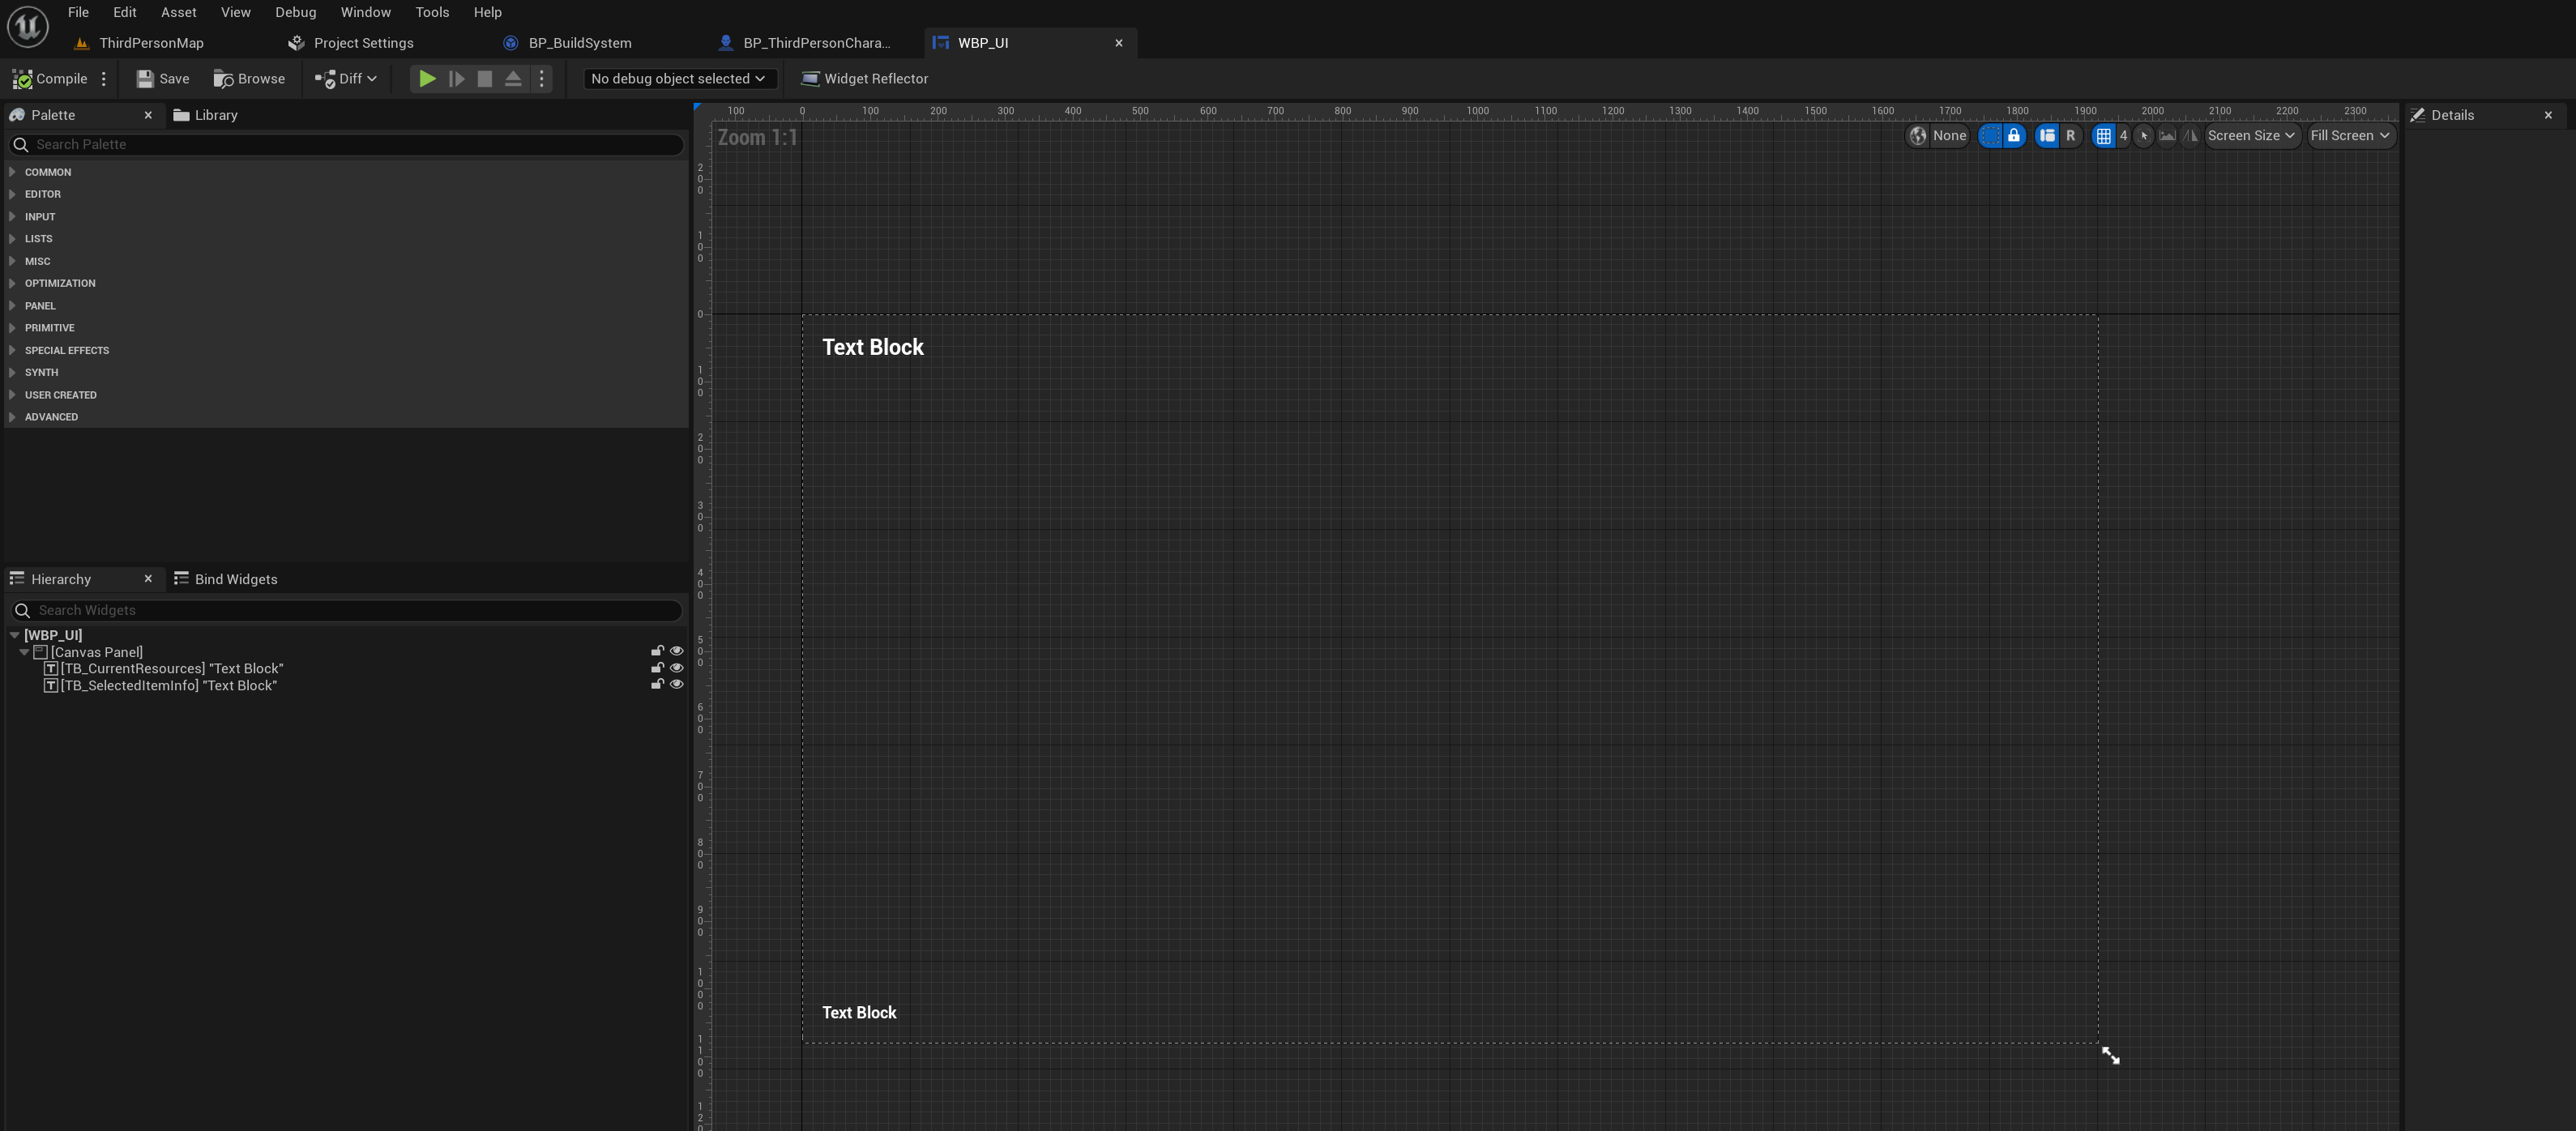 File Edit Asset View Debug Window Tools Help
ThirdPersonMap Project Settings BP_BuildSystem BP_ThirdPersonChara... WBP_UI
Compile Save Browse Diff No debug object selected Widget Reflector
Palette Library
Search Palette
COMMON
EDITOR
INPUT
LISTS
MISC
OPTIMIZATION
PANEL
PRIMITIVE
SPECIAL EFFECTS
SYNTH
USER CREATED
ADVANCED
Hierarchy Bind Widgets
Search Widgets
[WBP_UI]
[Canvas Panel]
[TB_CurrentResources] "Text Block"
[TB_SelectedItemInfo] "Text Block"
100 0 100 200 300 400 500 600 700 800 900 1000 1100 1200 1300 1400 1500 1600 1700 1800 1900 2000 2100 2200 2300
Zoom 1:1
None R 4 Screen Size Fill Screen
200
100
0
100
200
300
400
500
600
700
800
900
1000
1100
120
Text Block
Text Block
Details